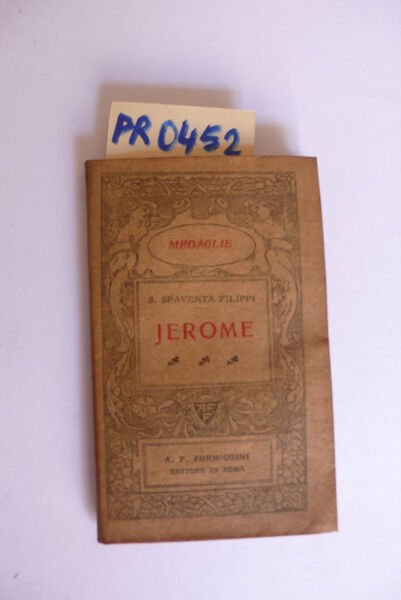 PR0452
MEDAGLIE
S. SPAVENTA FILIPPI
JEROME
A. F. FORMIGGINI
EDITORE IN ROMA